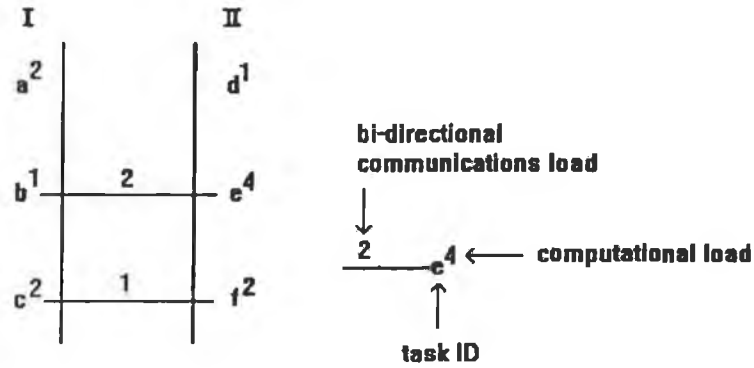 I II
a² d¹
bi-directional
communications load
b¹ 2 e⁴
2 e⁴ computational load
c² 1 f²
task ID